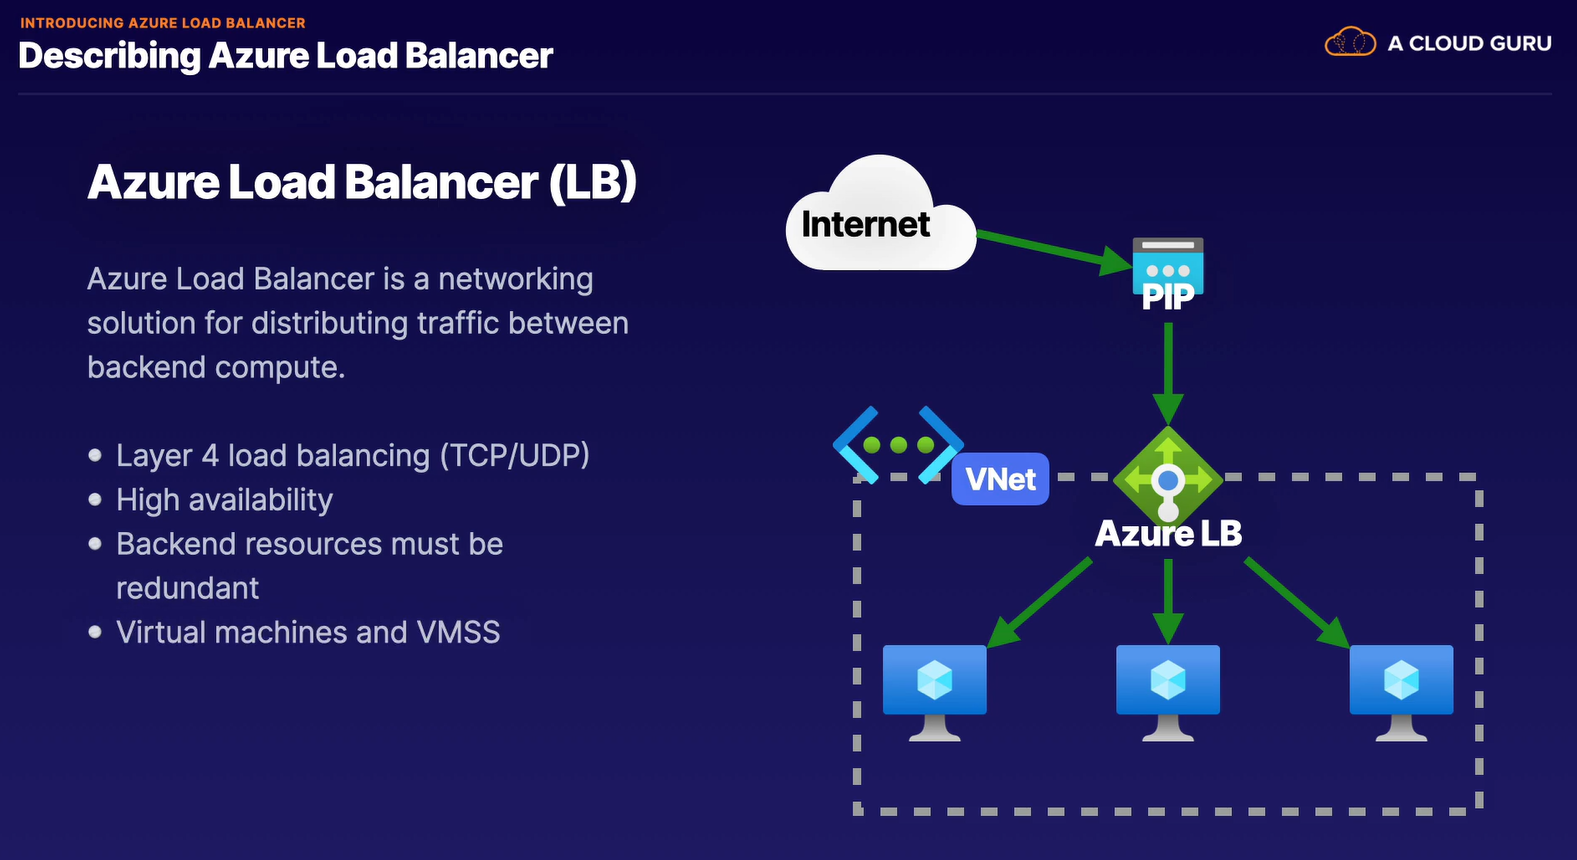 INTRODUCING AZURE LOAD BALANCER
Describing Azure Load Balancer
A CLOUD GURU
Azure Load Balancer (LB)
Azure Load Balancer is a networking
solution for distributing traffic between
backend compute.
Layer 4 load balancing (TCP/UDP)
High availability
Backend resources must be
redundant
Virtual machines and VMSS
Internet
PIP
VNet
Azure LB